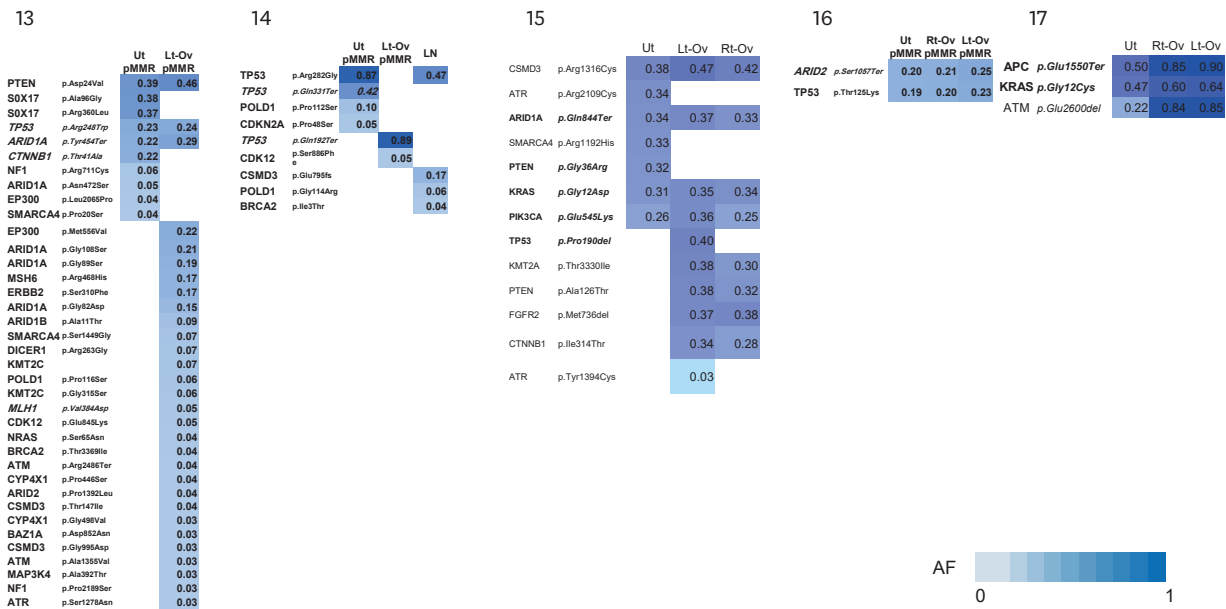 13
Ut pMMR Lt-Ov pMMR
PTEN p.Asp24Val 0.39 0.46
S0X17 p.Ala96Gly 0.38
S0X17 p.Arg360Leu 0.37
TP53 p.Arg248Trp 0.23 0.24
ARID1A p.Tyr454Ter 0.22 0.29
CTNNB1 p.Thr41Ala 0.22
NF1 p.Arg711Cys 0.06
ARID1A p.Asn472Ser 0.05
EP300 p.Leu2065Pro 0.04
SMARCA4 p.Pro20Ser 0.04
EP300 p.Met556Val 0.22
ARID1A p.Gly108Ser 0.21
ARID1A p.Gly89Ser 0.19
MSH6 p.Arg468His 0.17
ERBB2 p.Ser310Phe 0.17
ARID1A p.Gly82Asp 0.15
ARID1B p.Ala11Thr 0.09
SMARCA4 p.Ser1449Gly 0.07
DICER1 p.Arg263Gly 0.07
KMT2C 0.07
POLD1 p.Pro116Ser 0.06
KMT2C p.Gly315Ser 0.06
MLH1 p.Val384Asp 0.05
CDK12 p.Glu845Lys 0.05
NRAS p.Ser65Asn 0.04
BRCA2 p.Thr3369Ile 0.04
ATM p.Arg2486Ter 0.04
CYP4X1 p.Pro446Ser 0.04
ARID2 p.Pro1392Leu 0.04
CSMD3 p.Thr147Ile 0.04
CYP4X1 p.Gly498Val 0.03
BAZ1A p.Asp852Asn 0.03
CSMD3 p.Gly995Asp 0.03
ATM p.Ala1355Val 0.03
MAP3K4 p.Ala392Thr 0.03
NF1 p.Pro2189Ser 0.03
ATR p.Ser1278Asn 0.03
14
Ut pMMR Lt-Ov pMMR LN
TP53 p.Arg282Gly 0.87 0.47
TP53 p.Gln331Ter 0.42
POLD1 p.Pro112Ser 0.10
CDKN2A p.Pro48Ser 0.05
TP53 p.Gln192Ter 0.89
CDK12 p.Ser886Phe 0.05
CSMD3 p.Glu795fs 0.17
POLD1 p.Gly114Arg 0.06
BRCA2 p.Ile3Thr 0.04
15
Ut Lt-Ov Rt-Ov
CSMD3 p.Arg1316Cys 0.38 0.47 0.42
ATR p.Arg2109Cys 0.34
ARID1A p.Gln844Ter 0.34 0.37 0.33
SMARCA4 p.Arg1192His 0.33
PTEN p.Gly36Arg 0.32
KRAS p.Gly12Asp 0.31 0.35 0.34
PIK3CA p.Glu545Lys 0.26 0.36 0.25
TP53 p.Pro190del 0.40
KMT2A p.Thr3330Ile 0.38 0.30
PTEN p.Ala126Thr 0.38 0.32
FGFR2 p.Met736del 0.37 0.38
CTNNB1 p.Ile314Thr 0.34 0.28
ATR p.Tyr1394Cys 0.03
16
Ut pMMR Rt-Ov pMMR Lt-Ov pMMR
ARID2 p.Ser1057Ter 0.20 0.21 0.25
TP53 p.Thr125Lys 0.19 0.20 0.23
17
Ut Rt-Ov Lt-Ov
APC p.Glu1550Ter 0.50 0.85 0.90
KRAS p.Gly12Cys 0.47 0.60 0.64
ATM p.Glu2600del 0.22 0.84 0.85
AF
0 1